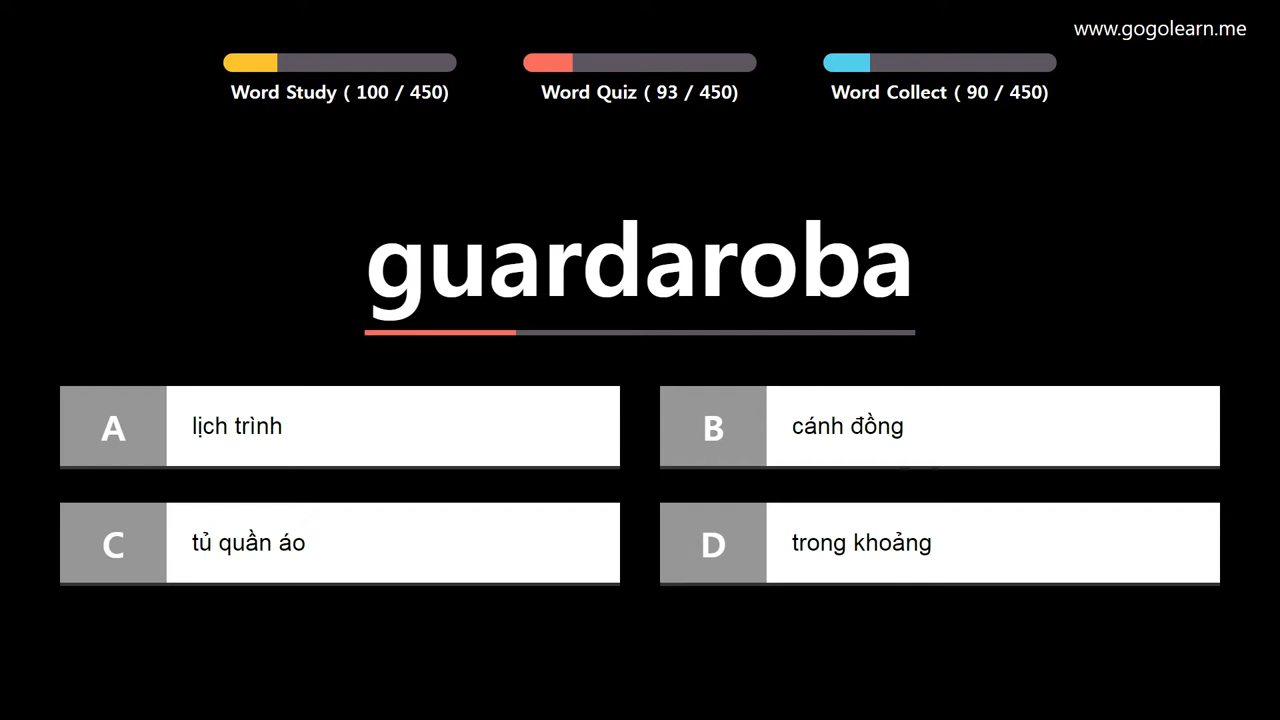 www.gogolearn.me
Word Study ( 100 / 450)
Word Quiz ( 93 / 450)
Word Collect ( 90 / 450)
guardaroba
A lịch trình
B cánh đồng
C tủ quần áo
D trong khoảng